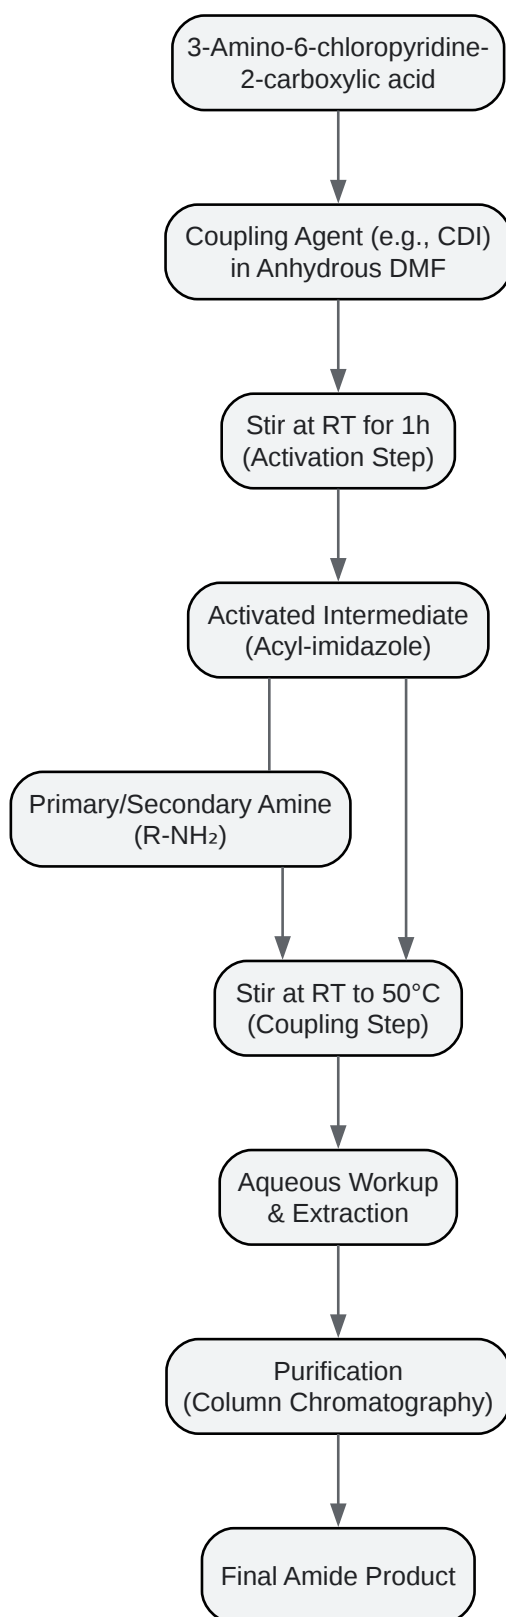 3-Amino-6-chloropyridine-
2-carboxylic acid
Coupling Agent (e.g., CDI)
in Anhydrous DMF
Stir at RT for 1h
(Activation Step)
Activated Intermediate
(Acyl-imidazole)
Primary/Secondary Amine
(R-NH₂)
Stir at RT to 50°C
(Coupling Step)
Aqueous Workup
& Extraction
Purification
(Column Chromatography)
Final Amide Product